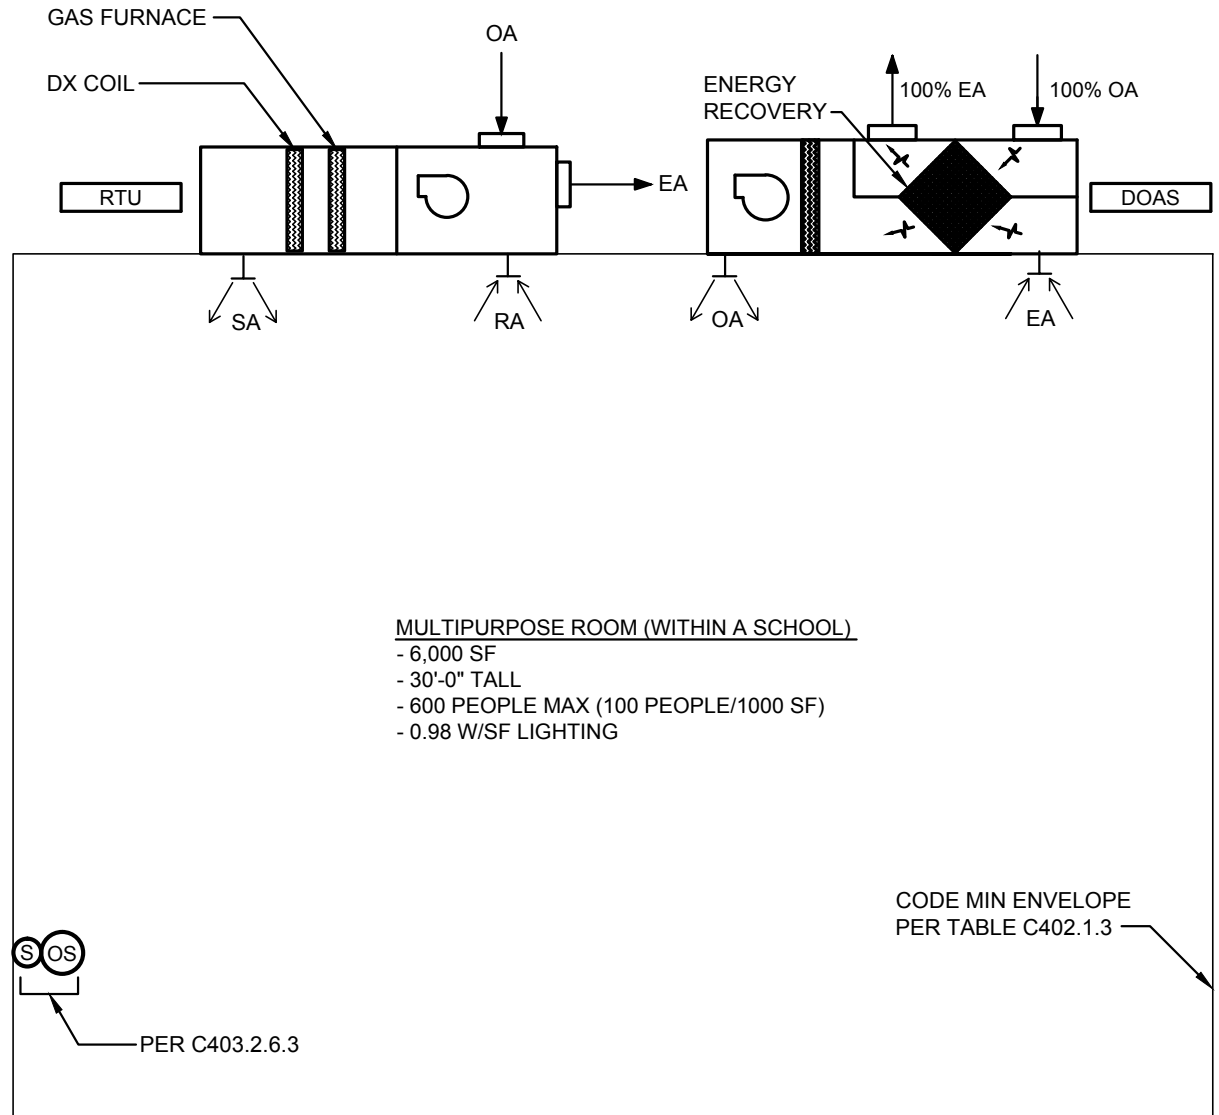 GAS FURNACE
DX COIL
OA
ENERGY
RECOVERY
100% EA
100% OA
RTU
EA
DOAS
SA
RA
OA
EA
MULTIPURPOSE ROOM (WITHIN A SCHOOL)
- 6,000 SF
- 30'-0" TALL
- 600 PEOPLE MAX (100 PEOPLE/1000 SF)
- 0.98 W/SF LIGHTING
CODE MIN ENVELOPE
PER TABLE C402.1.3
S OS
PER C403.2.6.3